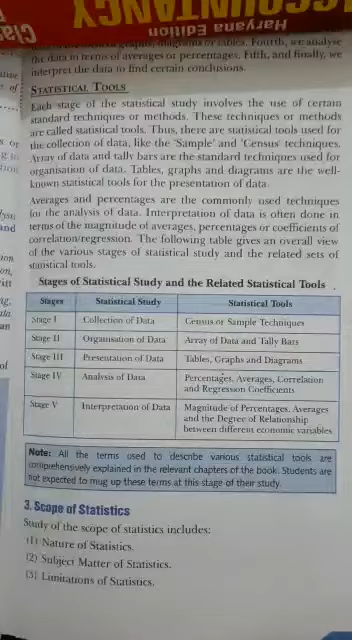 ACCOUNTANCY
Haryana Edition
Class
graphs, diagrams or tables. Fourth, we analyse
the data in terms of averages or percentages. Fifth, and finally, we
interpret the data to find certain conclusions.
STATISTICAL TOOLS
Each stage of the statistical study involves the use of certain
standard techniques or methods. These techniques or methods
are called statistical tools. Thus, there are statistical tools used for
the collection of data, like the 'Sample' and 'Census' techniques.
Array of data and tally bars are the standard techniques used for
organisation of data. Tables, graphs and diagrams are the well-
known statistical tools for the presentation of data.
Averages and percentages are the commonly used techniques
for the analysis of data. Interpretation of data is often done in
terms of the magnitude of averages, percentages or coefficients of
correlation/regression. The following table gives an overall view
of the various stages of statistical study and the related sets of
statistical tools.
Stages of Statistical Study and the Related Statistical Tools
Stages Statistical Study Statistical Tools
Stage I Collection of Data Census or Sample Techniques
Stage II Organisation of Data Array of Data and Tally Bars
Stage III Presentation of Data Tables, Graphs and Diagrams
Stage IV Analysis of Data Percentages, Averages, Correlation
and Regression Coefficients
Stage V Interpretation of Data Magnitude of Percentages, Averages
and the Degree of Relationship
between different economic variables
Note: All the terms used to describe various statistical tools are
comprehensively explained in the relevant chapters of the book. Students are
not expected to mug up these terms at this stage of their study.
3. Scope of Statistics
Study of the scope of statistics includes:
(1) Nature of Statistics.
(2) Subject Matter of Statistics.
(3) Limitations of Statistics.